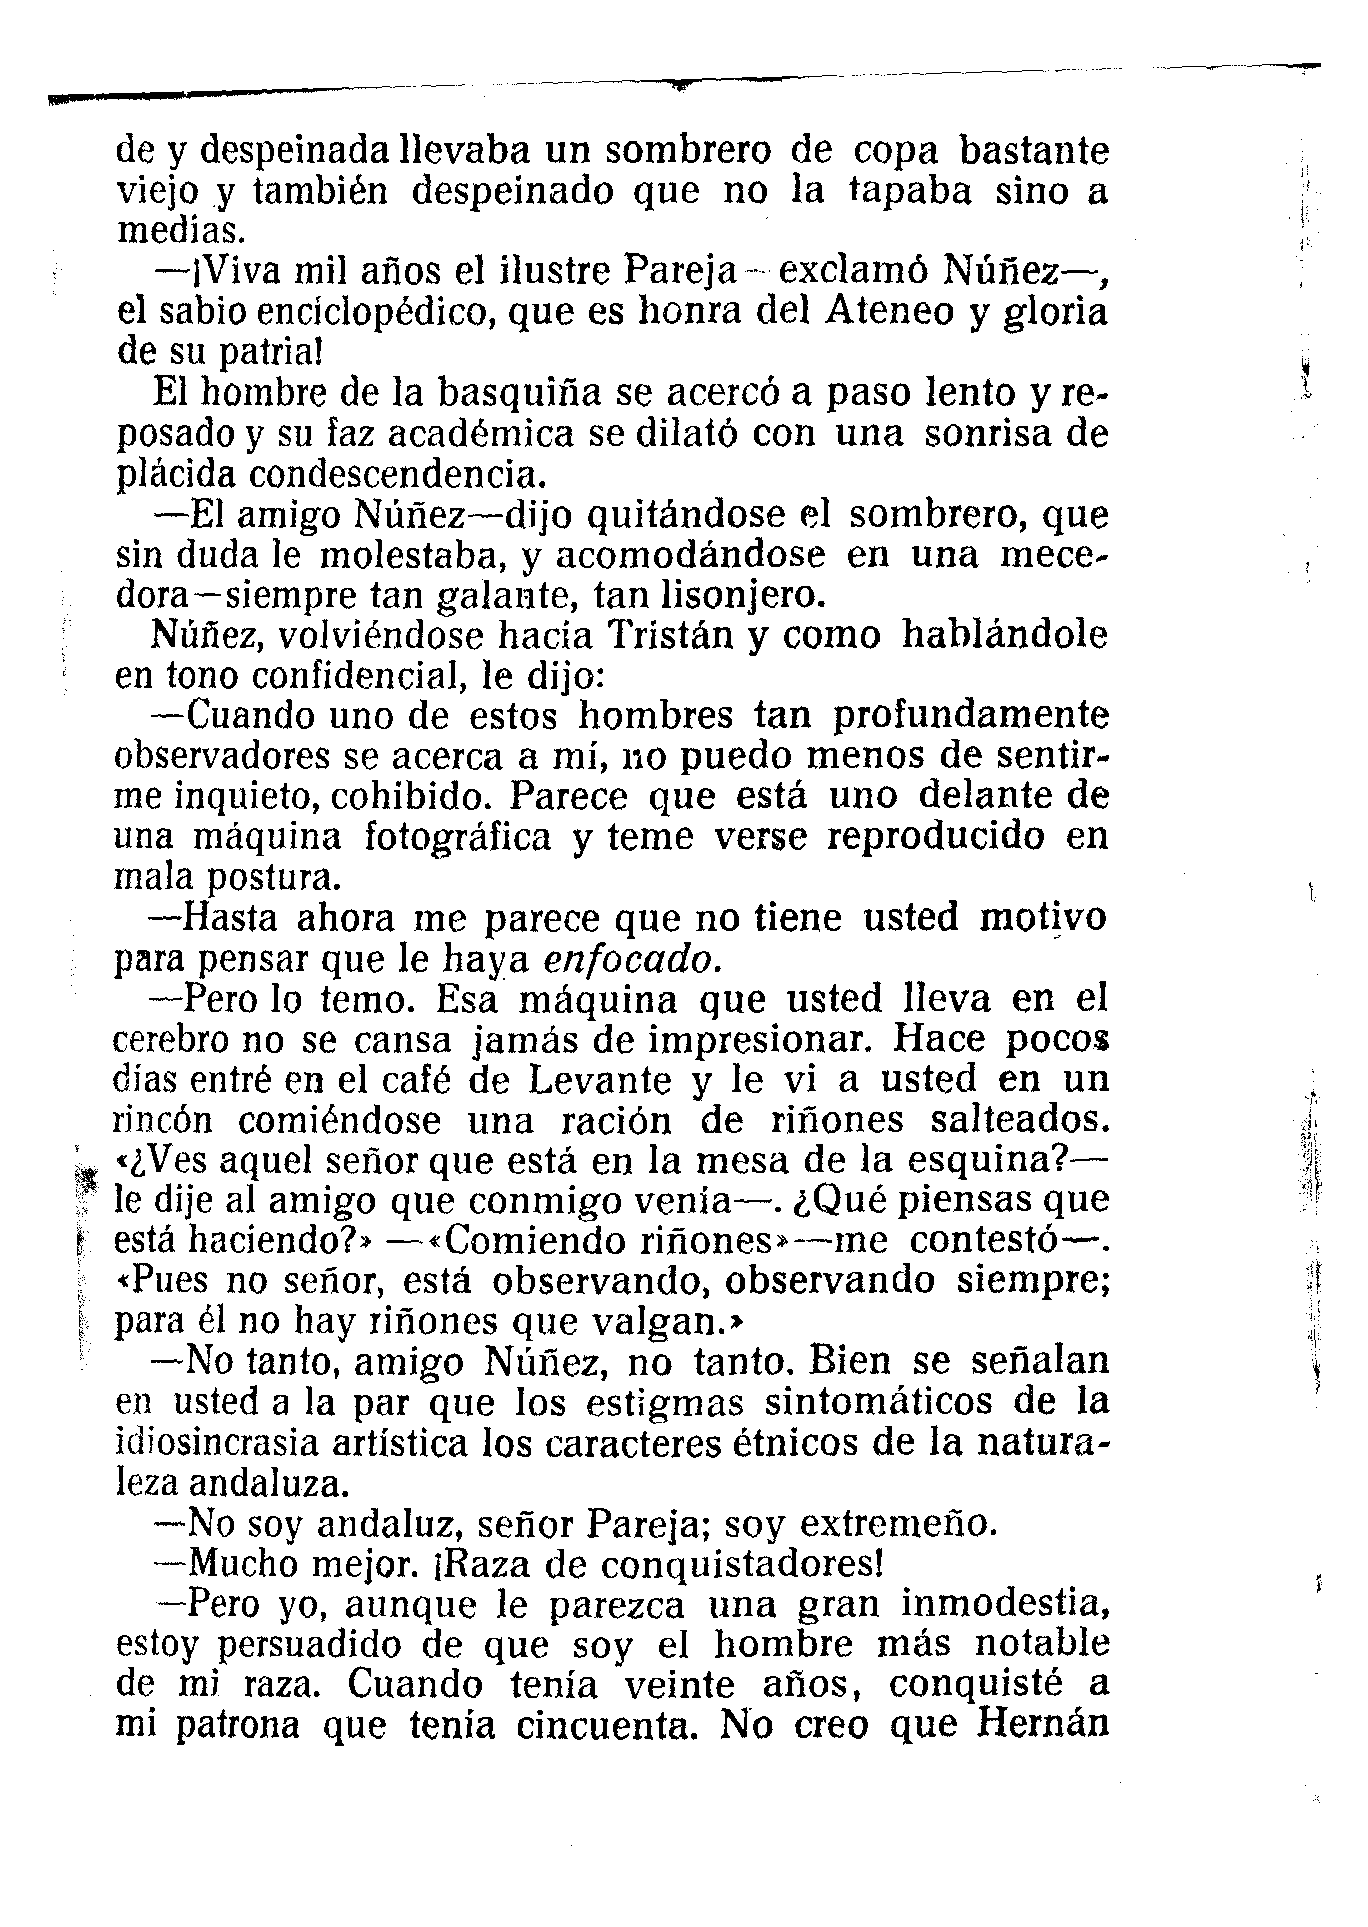 de y despeinada llevaba un sombrero de copa bastante
viejo y también despeinado que no la tapaba sino a
medias.
—¡Viva mil años el ilustre Pareja—exclamó Núñez—,
el sabio enciclopédico, que es honra del Ateneo y gloria
de su patria!
El hombre de la basquiña se acercó a paso lento y re-
posado y su faz académica se dilató con una sonrisa de
plácida condescendencia.
—El amigo Núñez—dijo quitándose el sombrero, que
sin duda le molestaba, y acomodándose en una mece-
dora—siempre tan galante, tan lisonjero.
Núñez, volviéndose hacia Tristán y como hablándole
en tono confidencial, le dijo:
—Cuando uno de estos hombres tan profundamente
observadores se acerca a mí, no puedo menos de sentir-
me inquieto, cohibido. Parece que está uno delante de
una máquina fotográfica y teme verse reproducido en
mala postura.
—Hasta ahora me parece que no tiene usted motivo
para pensar que le haya enfocado.
—Pero lo temo. Esa máquina que usted lleva en el
cerebro no se cansa jamás de impresionar. Hace pocos
días entré en el café de Levante y le vi a usted en un
rincón comiéndose una ración de riñones salteados.
«¿Ves aquel señor que está en la mesa de la esquina?—
le dije al amigo que conmigo venía—. ¿Qué piensas que
está haciendo?» —«Comiendo riñones»—me contestó—.
«Pues no señor, está observando, observando siempre;
para él no hay riñones que valgan.»
—No tanto, amigo Núñez, no tanto. Bien se señalan
en usted a la par que los estigmas sintomáticos de la
idiosincrasia artística los caracteres étnicos de la natura-
leza andaluza.
—No soy andaluz, señor Pareja; soy extremeño.
—Mucho mejor. ¡Raza de conquistadores!
—Pero yo, aunque le parezca una gran inmodestia,
estoy persuadido de que soy el hombre más notable
de mi raza. Cuando tenía veinte años, conquisté a
mi patrona que tenía cincuenta. No creo que Hernán